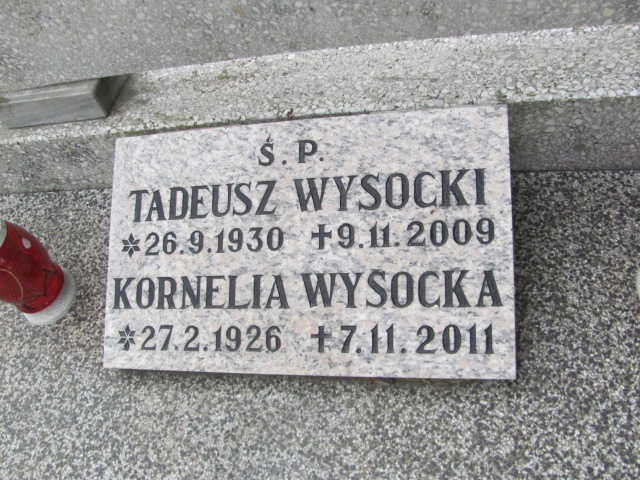 Ś. P.
TADEUSZ WYSOCKI
*26.9.1930 ✝9.11.2009
KORNELIA WYSOCKA
*27.2.1926 ✝7.11.2011